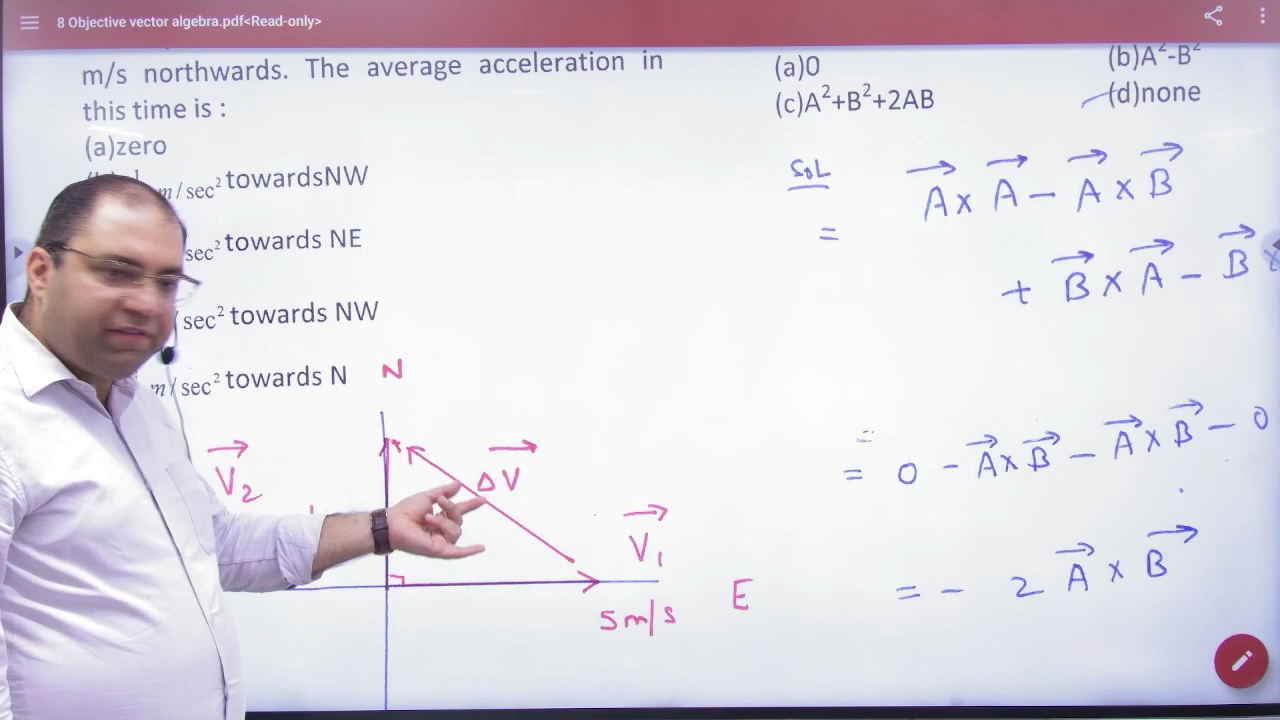 8 Objective vector algebra.pdf<Read-only>
m/s northwards. The average acceleration in
this time is :
(a)zero
m/sec² towardsNW
sec² towards NE
/sec² towards NW
m/sec² towards N
N
V₂
ΔV
V₁
E
5m/s
(a)0
(b)A²-B²
(c)A²+B²+2AB
(d)none
SOL
= A × A − A × B
+ B × A − B ×
=
= 0 − A × B − A × B − 0
= − 2 A × B